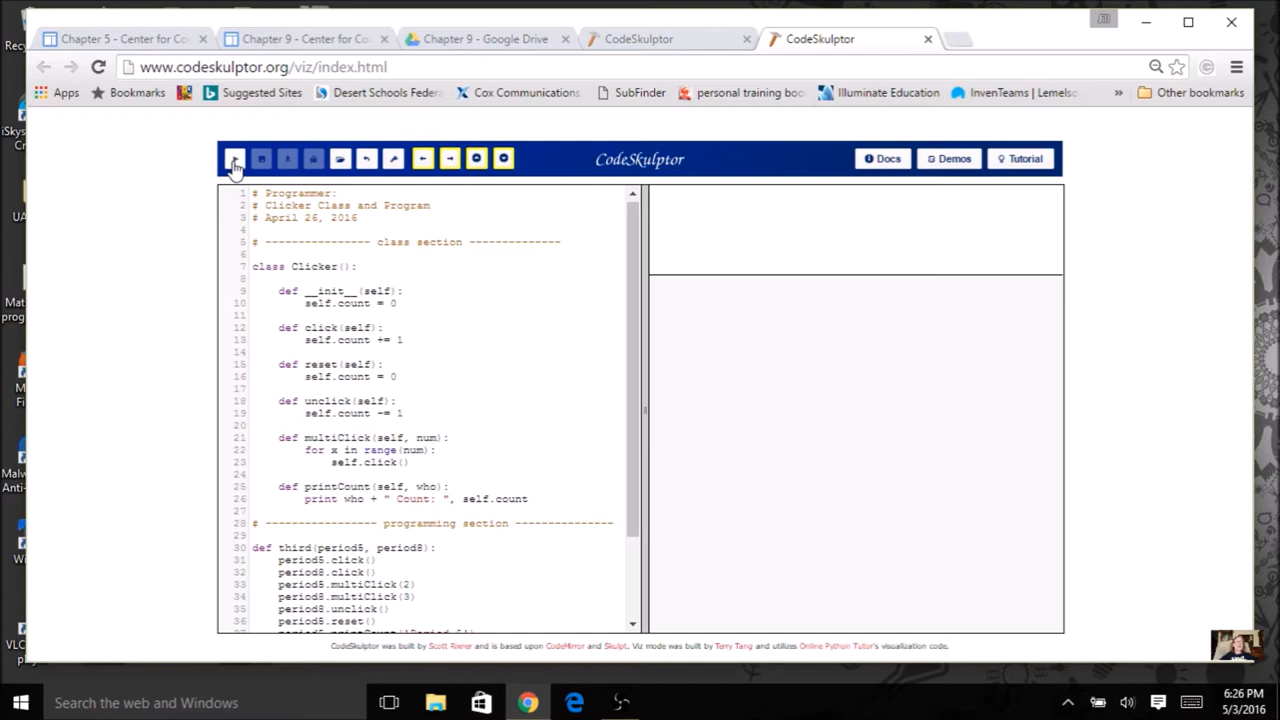 Jill
Chapter 5 - Center for Co
Chapter 9 - Center for Co
Chapter 9 - Google Drive
CodeSkulptor
CodeSkulptor
www.codeskulptor.org/viz/index.html
Apps
Bookmarks
Suggested Sites
Desert Schools Fede
Cox Communications
SubFinder
personal training boo
Illuminate Education
InvenTeams | Lemels
»
Other bookmarks
CodeSkulptor
Docs
Demos
Tutorial
1 # Programmer:
2 # Clicker Class and Program
3 # April 26, 2016
4
5 # ---------------- class section --------------
6
7 class Clicker():
8
9 def __init__(self):
10 self.count = 0
11
12 def click(self):
13 self.count += 1
14
15 def reset(self):
16 self.count = 0
17
18 def unclick(self):
19 self.count -= 1
20
21 def multiClick(self, num):
22 for x in range(num):
23 self.click()
24
25 def printCount(self, who):
26 print who + " Count: ", self.count
27
28 # ---------------- programming section ---------------
29
30 def third(period5, period8):
31 period5.click()
32 period8.click()
33 period5.multiClick(2)
34 period8.multiClick(3)
35 period8.unclick()
36 period5.reset()
CodeSkulptor was built by Scott Rixner and is based upon CodeMirror and Skulpt. Viz mode was built by Terry Tang and utilizes Online Python Tutor's visualization code.
Search the web and Windows
6:26 PM
5/3/2016